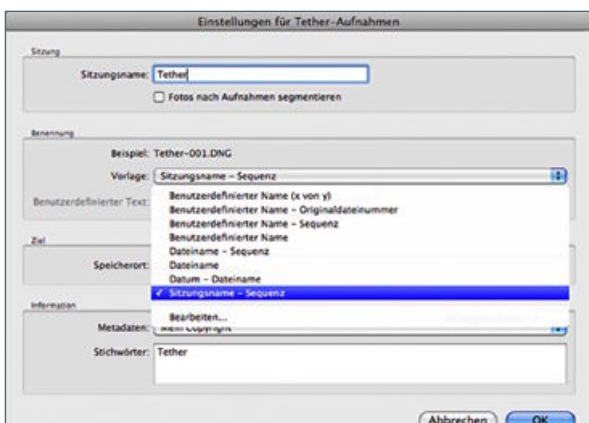 Einstellungen für Tether-Aufnahmen
Sitzung
Sitzungsname: Tether
Fotos nach Aufnahmen segmentieren
Benennung
Beispiel: Tether-001.DNG
Vorlage: Sitzungsname – Sequenz
Benutzerdefinierter Text:
Benutzerdefinierter Name (x von y)
Benutzerdefinierter Name – Originaldateinummer
Benutzerdefinierter Name – Sequenz
Benutzerdefinierter Name
Dateiname – Sequenz
Ziel
Speicherort:
Dateiname
Datum – Dateiname
✓ Sitzungsname – Sequenz
Bearbeiten...
Information
Metadaten: Mein Copyright
Stichwörter: Tether
Abbrechen OK